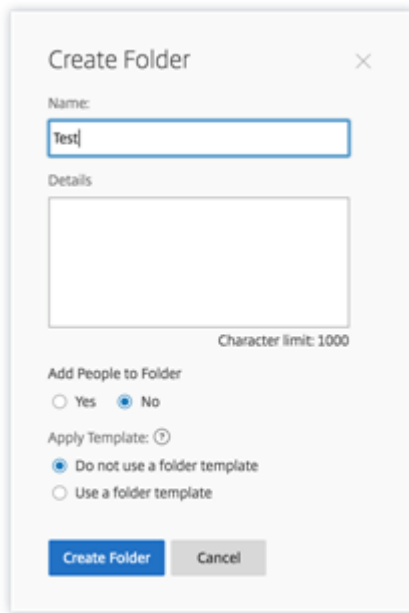 Create Folder
Name:
Test
Details
Character limit: 1000
Add People to Folder
Yes No
Apply Template: ?
Do not use a folder template
Use a folder template
Create Folder Cancel